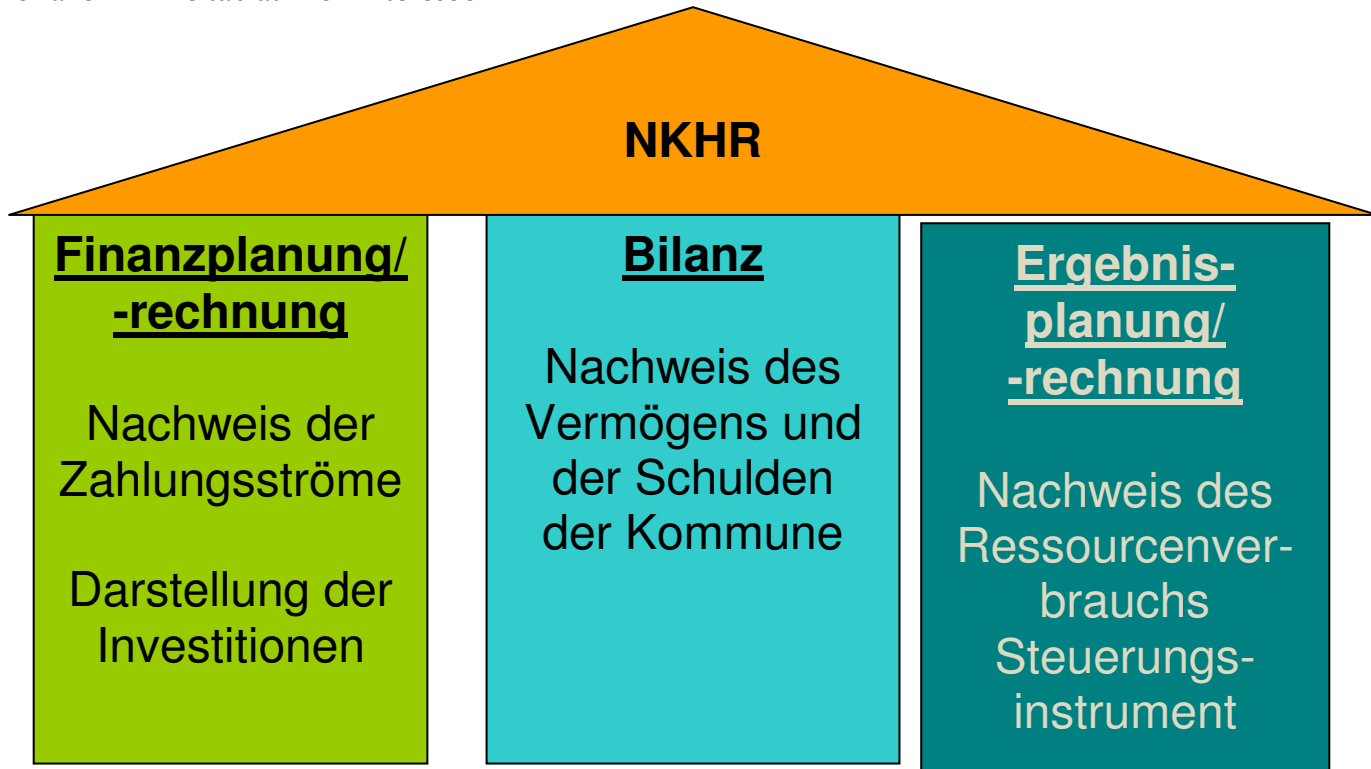 NKHR
Finanzplanung/
-rechnung
Nachweis der
Zahlungsströme
Darstellung der
Investitionen
Bilanz
Nachweis des
Vermögens und
der Schulden
der Kommune
Ergebnis-
planung/
-rechnung
Nachweis des
Ressourcenver-
brauchs
Steuerungs-
instrument